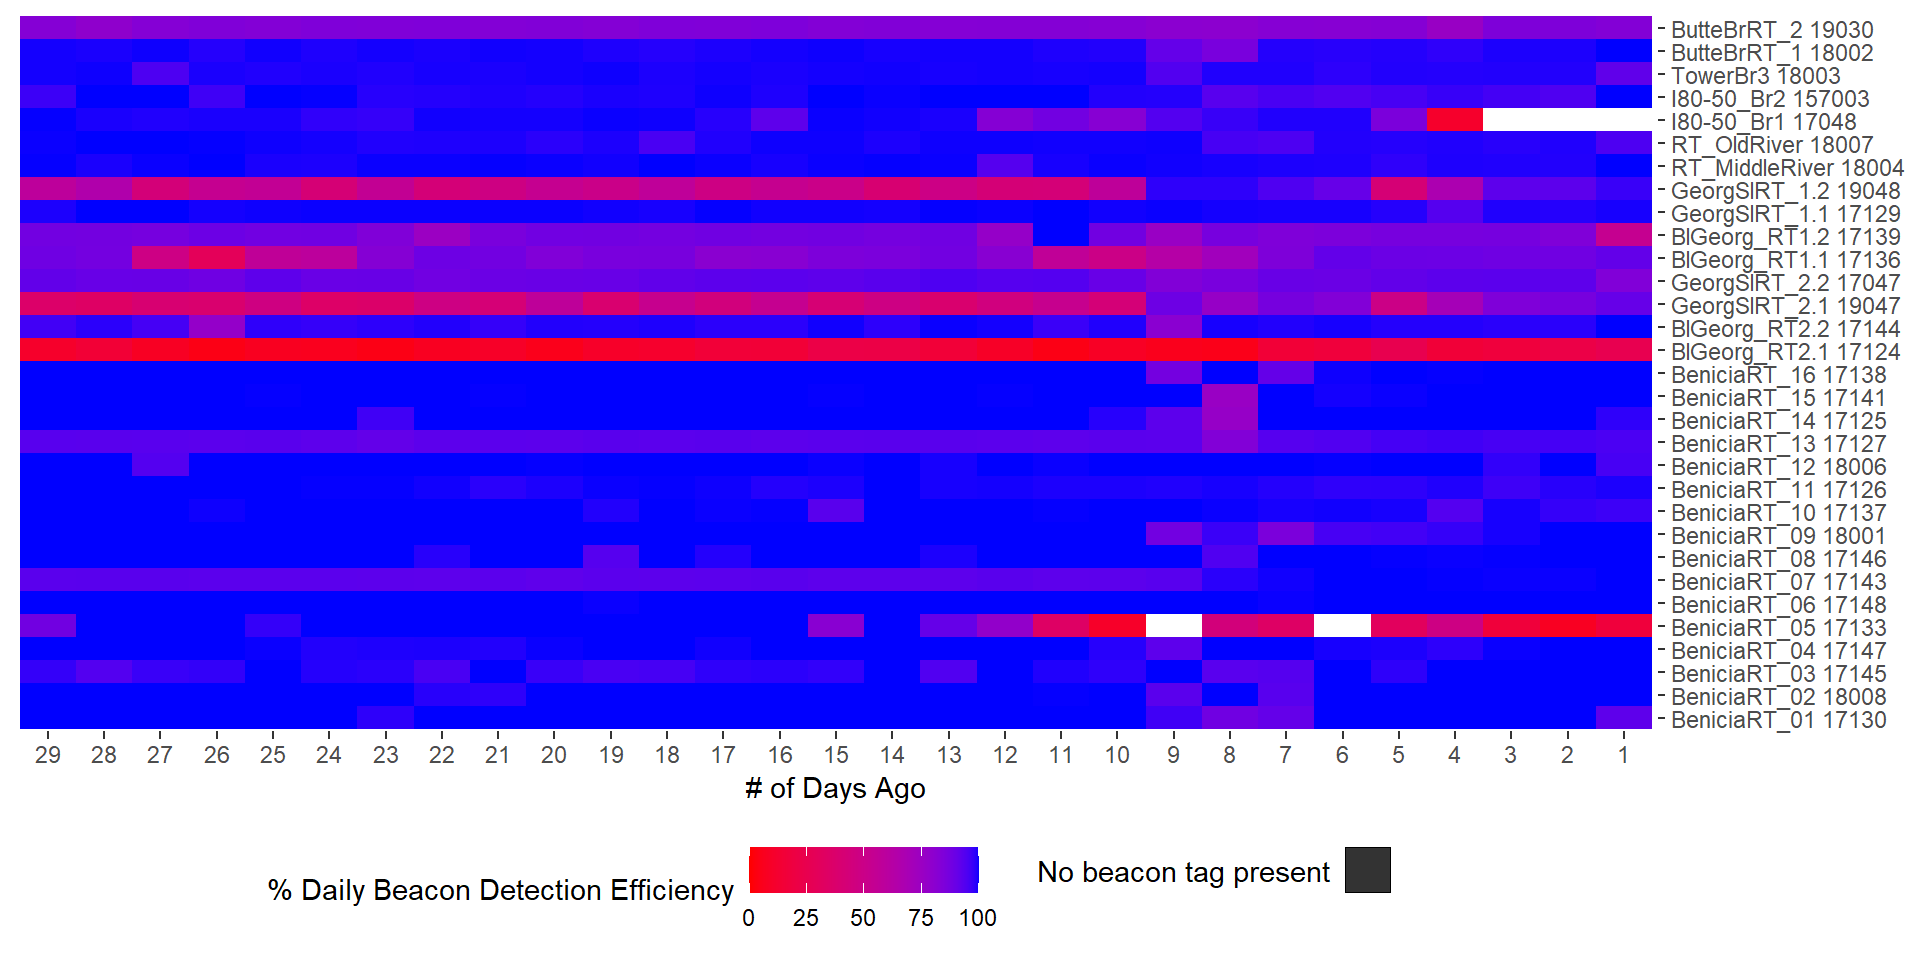 ButteBrRT_2 19030
ButteBrRT_1 18002
TowerBr3 18003
I80-50_Br2 157003
I80-50_Br1 17048
RT_OldRiver 18007
RT_MiddleRiver 18004
GeorgSlRT_1.2 19048
GeorgSlRT_1.1 17129
BlGeorg_RT1.2 17139
BlGeorg_RT1.1 17136
GeorgSlRT_2.2 17047
GeorgSlRT_2.1 19047
BlGeorg_RT2.2 17144
BlGeorg_RT2.1 17124
BeniciaRT_16 17138
BeniciaRT_15 17141
BeniciaRT_14 17125
BeniciaRT_13 17127
BeniciaRT_12 18006
BeniciaRT_11 17126
BeniciaRT_10 17137
BeniciaRT_09 18001
BeniciaRT_08 17146
BeniciaRT_07 17143
BeniciaRT_06 17148
BeniciaRT_05 17133
BeniciaRT_04 17147
BeniciaRT_03 17145
BeniciaRT_02 18008
BeniciaRT_01 17130
29 28 27 26 25 24 23 22 21 20 19 18 17 16 15 14 13 12 11 10 9 8 7 6 5 4 3 2 1
# of Days Ago
% Daily Beacon Detection Efficiency
0 25 50 75 100
No beacon tag present